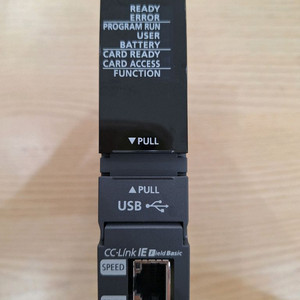 READY
ERROR
PROGRAM RUN
USER
BATTERY
CARD READY
CARD ACCESS
FUNCTION
▼PULL
▲PULL
USB
CC-Link IE Field Basic
SPEED